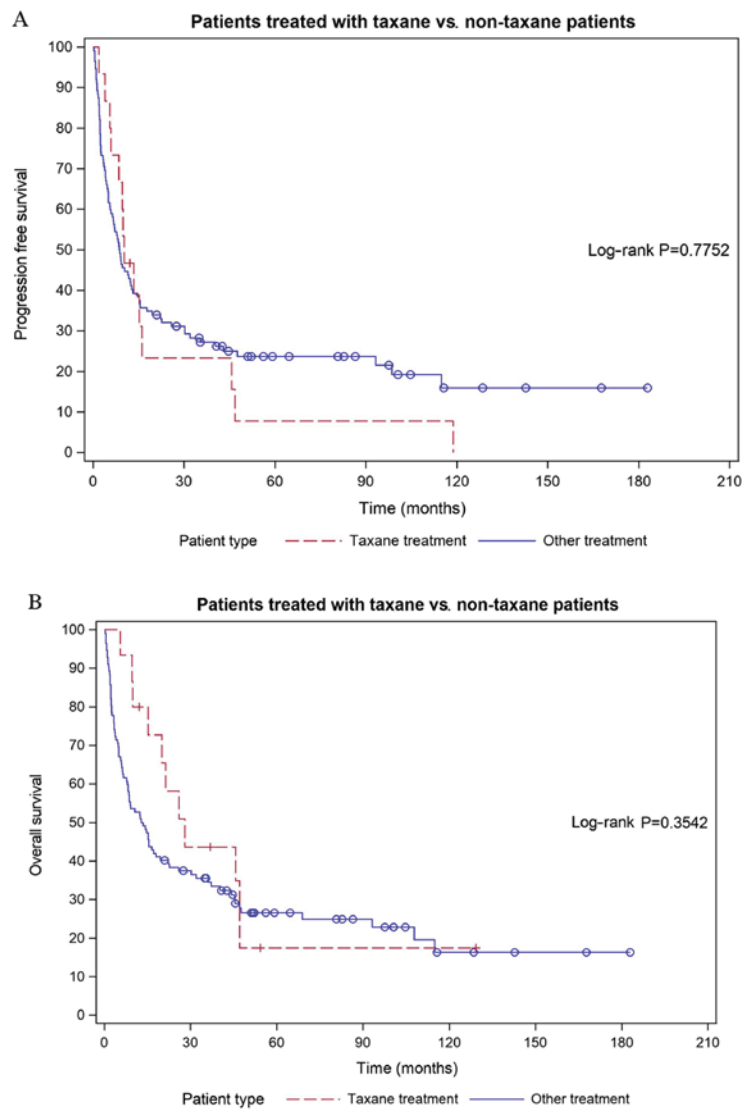 A
Patients treated with taxane vs. non-taxane patients
100
90
80
70
60
50
40
30
20
10
0
Progression free survival
Log-rank P=0.7752
0 30 60 90 120 150 180 210
Time (months)
Patient type Taxane treatment Other treatment
B
Patients treated with taxane vs. non-taxane patients
100
90
80
70
60
50
40
30
20
10
0
Overall survival
Log-rank P=0.3542
0 30 60 90 120 150 180 210
Time (months)
Patient type Taxane treatment Other treatment